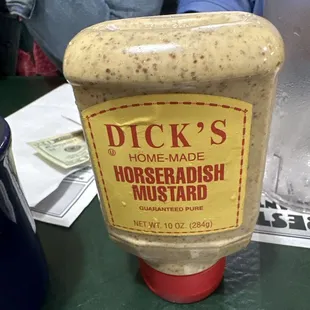 DICK'S
HOME-MADE
HORSERADISH
MUSTARD
GUARANTEED PURE
NET WT. 10 OZ. (284g)